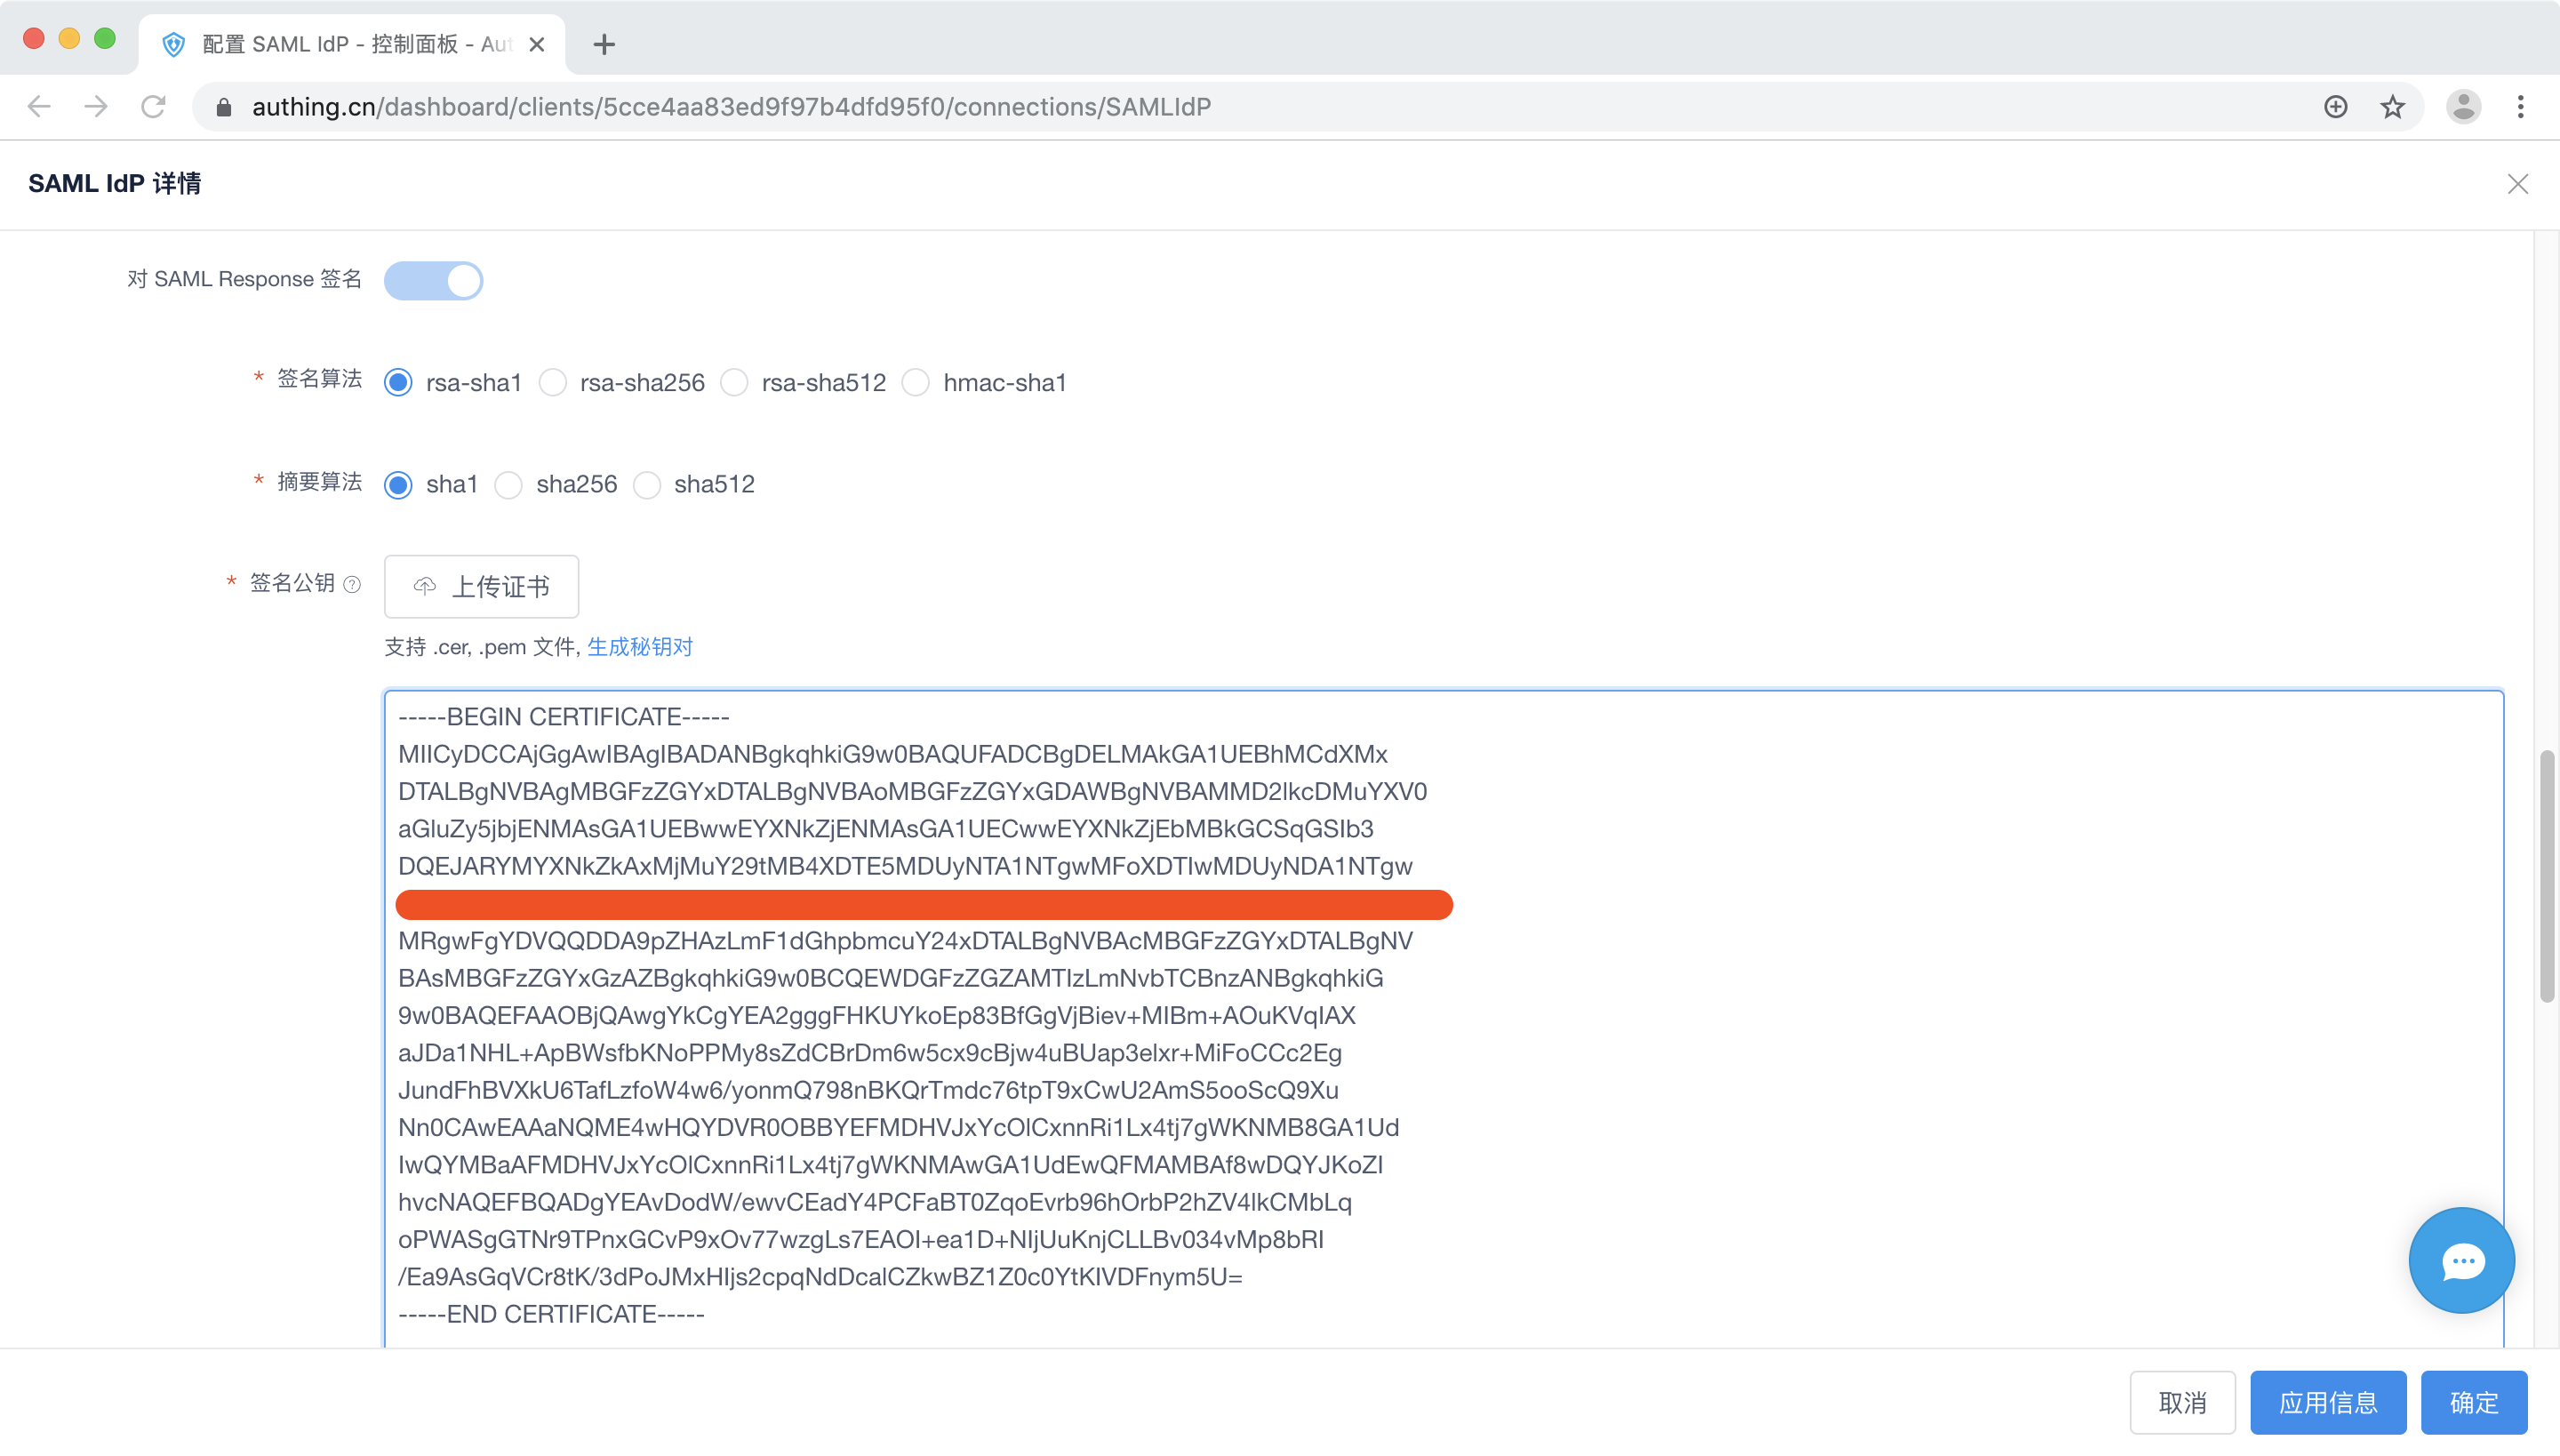 配置 SAML IdP - 控制面板 - Aut
authing.cn/dashboard/clients/5cce4aa83ed9f97b4dfd95f0/connections/SAMLIdP
SAML IdP 详情
对 SAML Response 签名
* 签名算法 rsa-sha1 rsa-sha256 rsa-sha512 hmac-sha1
* 摘要算法 sha1 sha256 sha512
* 签名公钥 上传证书
支持 .cer, .pem 文件, 生成秘钥对
-----BEGIN CERTIFICATE-----
MIICyDCCAjGgAwIBAgIBADANBgkqhkiG9w0BAQUFADCBgDELMAkGA1UEBhMCdXMx
DTALBgNVBAgMBGFzZGYxDTALBgNVBAoMBGFzZGYxGDAWBgNVBAMMD2lkcDMuYXV0
aGluZy5jbjENMAsGA1UEBwwEYXNkZjENMAsGA1UECwwEYXNkZjEbMBkGCSqGSIb3
DQEJARYMYXNkZkAxMjMuY29tMB4XDTE5MDUyNTA1NTgwMFoXDTIwMDUyNDA1NTgw
MRgwFgYDVQQDDA9pZHAzLmF1dGhpbmcuY24xDTALBgNVBAcMBGFzZGYxDTALBgNV
BAsMBGFzZGYxGzAZBgkqhkiG9w0BCQEWDGFzZGZAMTIzLmNvbTCBnzANBgkqhkiG
9w0BAQEFAAOBjQAwgYkCgYEA2gggFHKUYkoEp83BfGgVjBiev+MIBm+AOuKVqIAX
aJDa1NHL+ApBWsfbKNoPPMy8sZdCBrDm6w5cx9cBjw4uBUap3elxr+MiFoCCc2Eg
JundFhBVXkU6TafLzfoW4w6/yonmQ798nBKQrTmdc76tpT9xCwU2AmS5ooScQ9Xu
Nn0CAwEAAaNQME4wHQYDVR0OBBYEFMDHVJxYcOlCxnnRi1Lx4tj7gWKNMB8GA1Ud
IwQYMBaAFMDHVJxYcOlCxnnRi1Lx4tj7gWKNMAwGA1UdEwQFMAMBAf8wDQYJKoZI
hvcNAQEFBQADgYEAvDodW/ewvCEadY4PCFaBT0ZqoEvrb96hOrbP2hZV4lkCMbLq
oPWASgGTNr9TPnxGCvP9xOv77wzgLs7EAOI+ea1D+NIjUuKnjCLLBv034vMp8bRI
/Ea9AsGqVCr8tK/3dPoJMxHIjs2cpqNdDcalCZkwBZ1Z0c0YtKIVDFnym5U=
-----END CERTIFICATE-----
取消 应用信息 确定